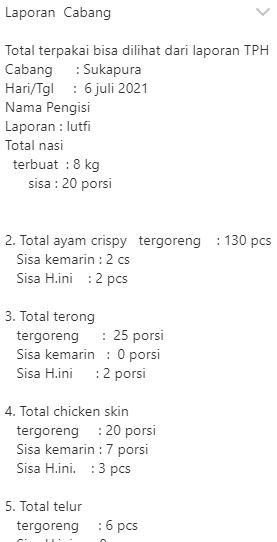 Laporan Cabang
Total terpakai bisa dilihat dari laporan TPH
Cabang : Sukapura
Hari/Tgl : 6 juli 2021
Nama Pengisi
Laporan : lutfi
Total nasi
terbuat : 8 kg
sisa : 20 porsi
2. Total ayam crispy tergoreng : 130 pcs
Sisa kemarin : 2 cs
Sisa H.ini : 2 pcs
3. Total terong
tergoreng : 25 porsi
Sisa kemarin : 0 porsi
Sisa H.ini : 2 porsi
4. Total chicken skin
tergoreng : 20 porsi
Sisa kemarin : 7 porsi
Sisa H.ini. : 3 pcs
5. Total telur
tergoreng : 6 pcs